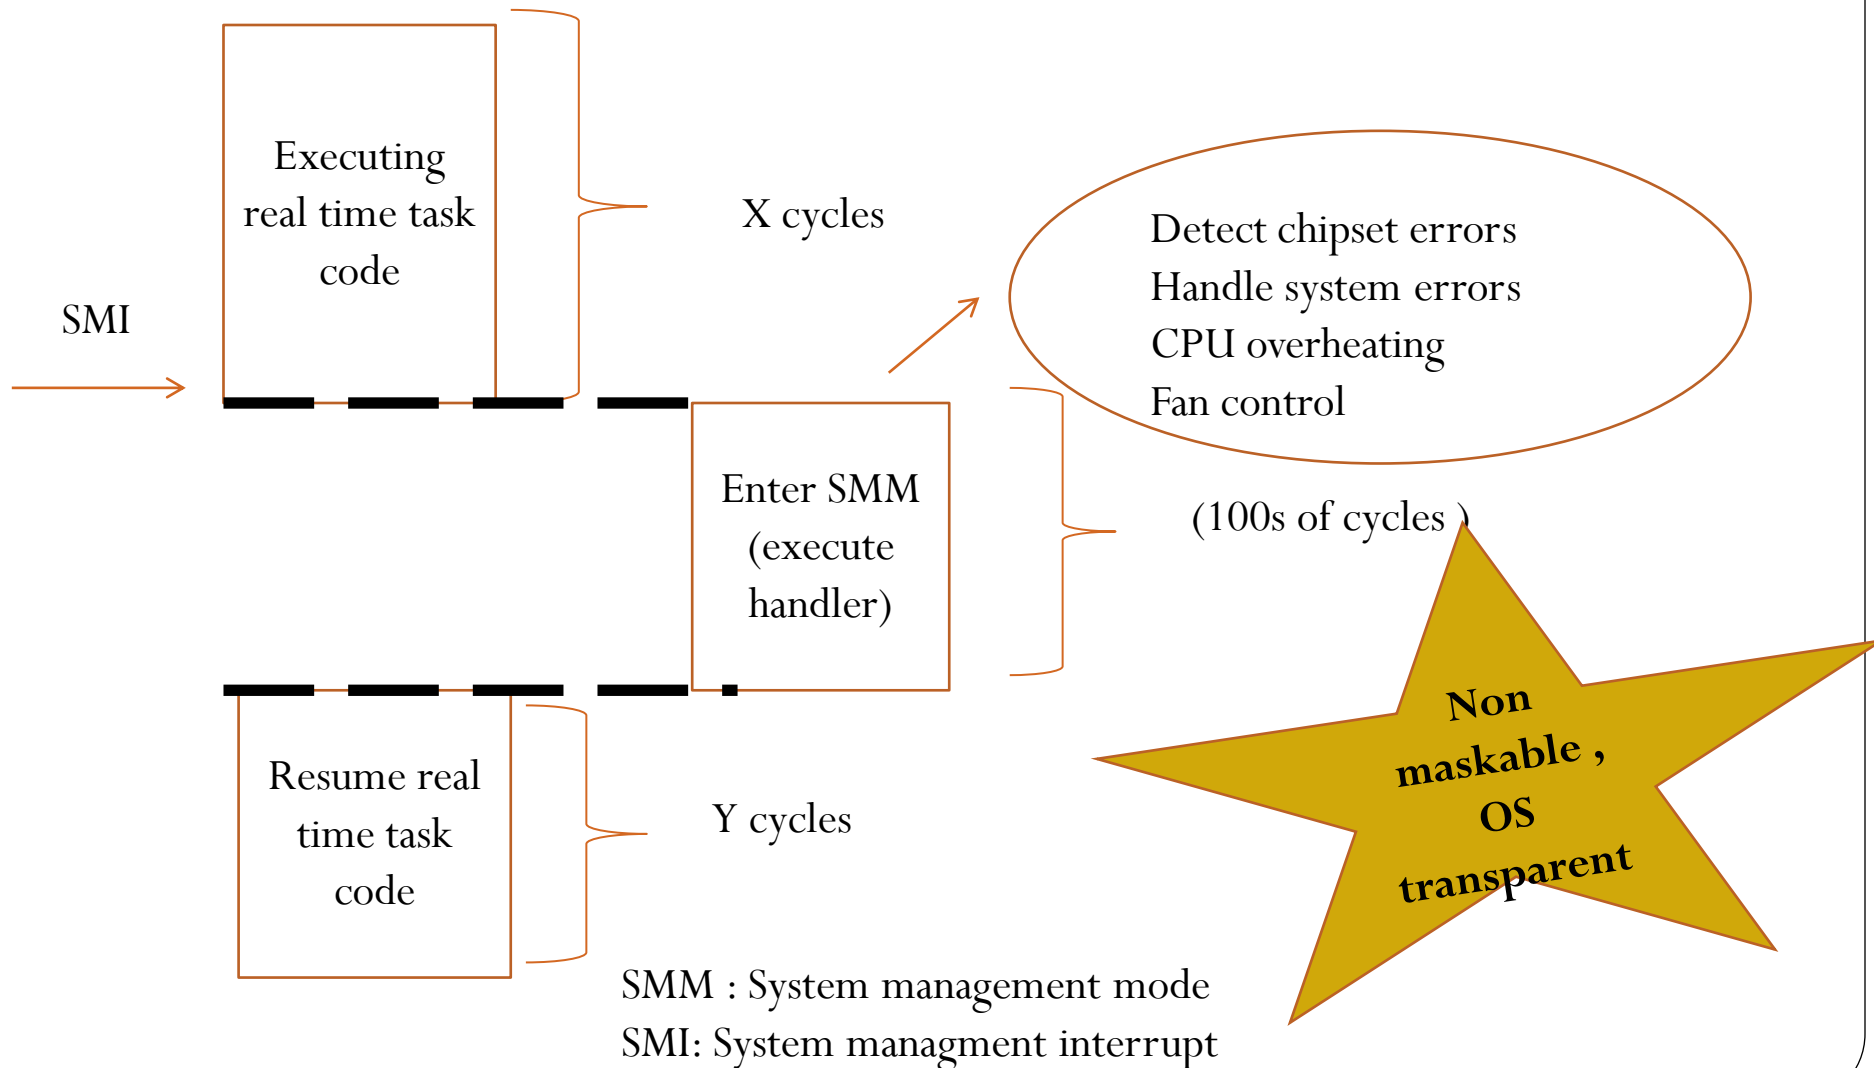 Executing
real time task
code
X cycles
SMI
Detect chipset errors
Handle system errors
CPU overheating
Fan control
Enter SMM
(execute
handler)
(100s of cycles )
Non
maskable ,
OS
transparent
Resume real
time task
code
Y cycles
SMM : System management mode
SMI: System managment interrupt